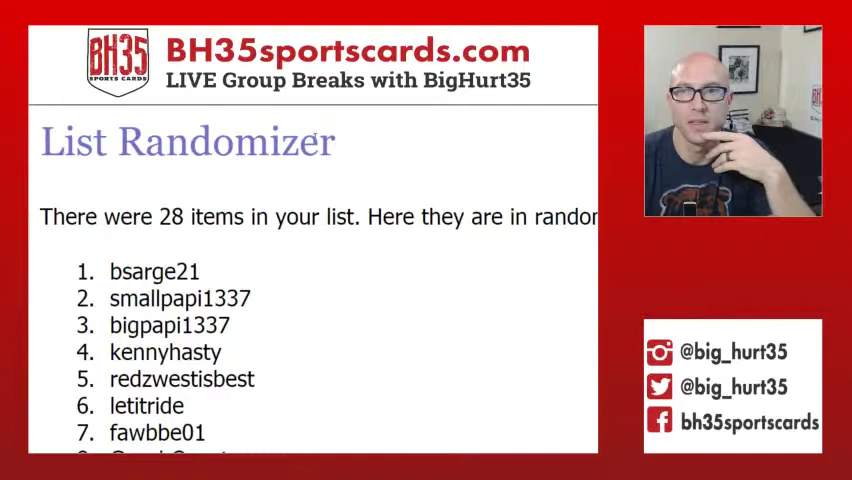 BH35
SPORTS CARDS
BH35sportscards.com
LIVE Group Breaks with BigHurt35
List Randomizer
There were 28 items in your list. Here they are in randor
1. bsarge21
2. smallpapi1337
3. bigpapi1337
4. kennyhasty
5. redzwestisbest
6. letitride
7. fawbbe01
@big_hurt35
@big_hurt35
bh35sportscards
BH35